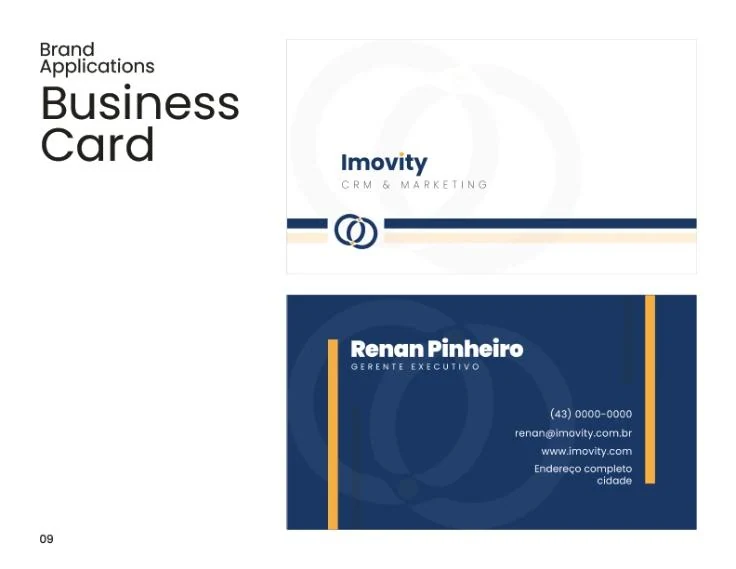 Brand
Applications
Business
Card
Imovity
CRM & MARKETING
Renan Pinheiro
GERENTE EXECUTIVO
(43) 0000-0000
renan@imovity.com.br
www.imovity.com
Endereço completo
cidade
09